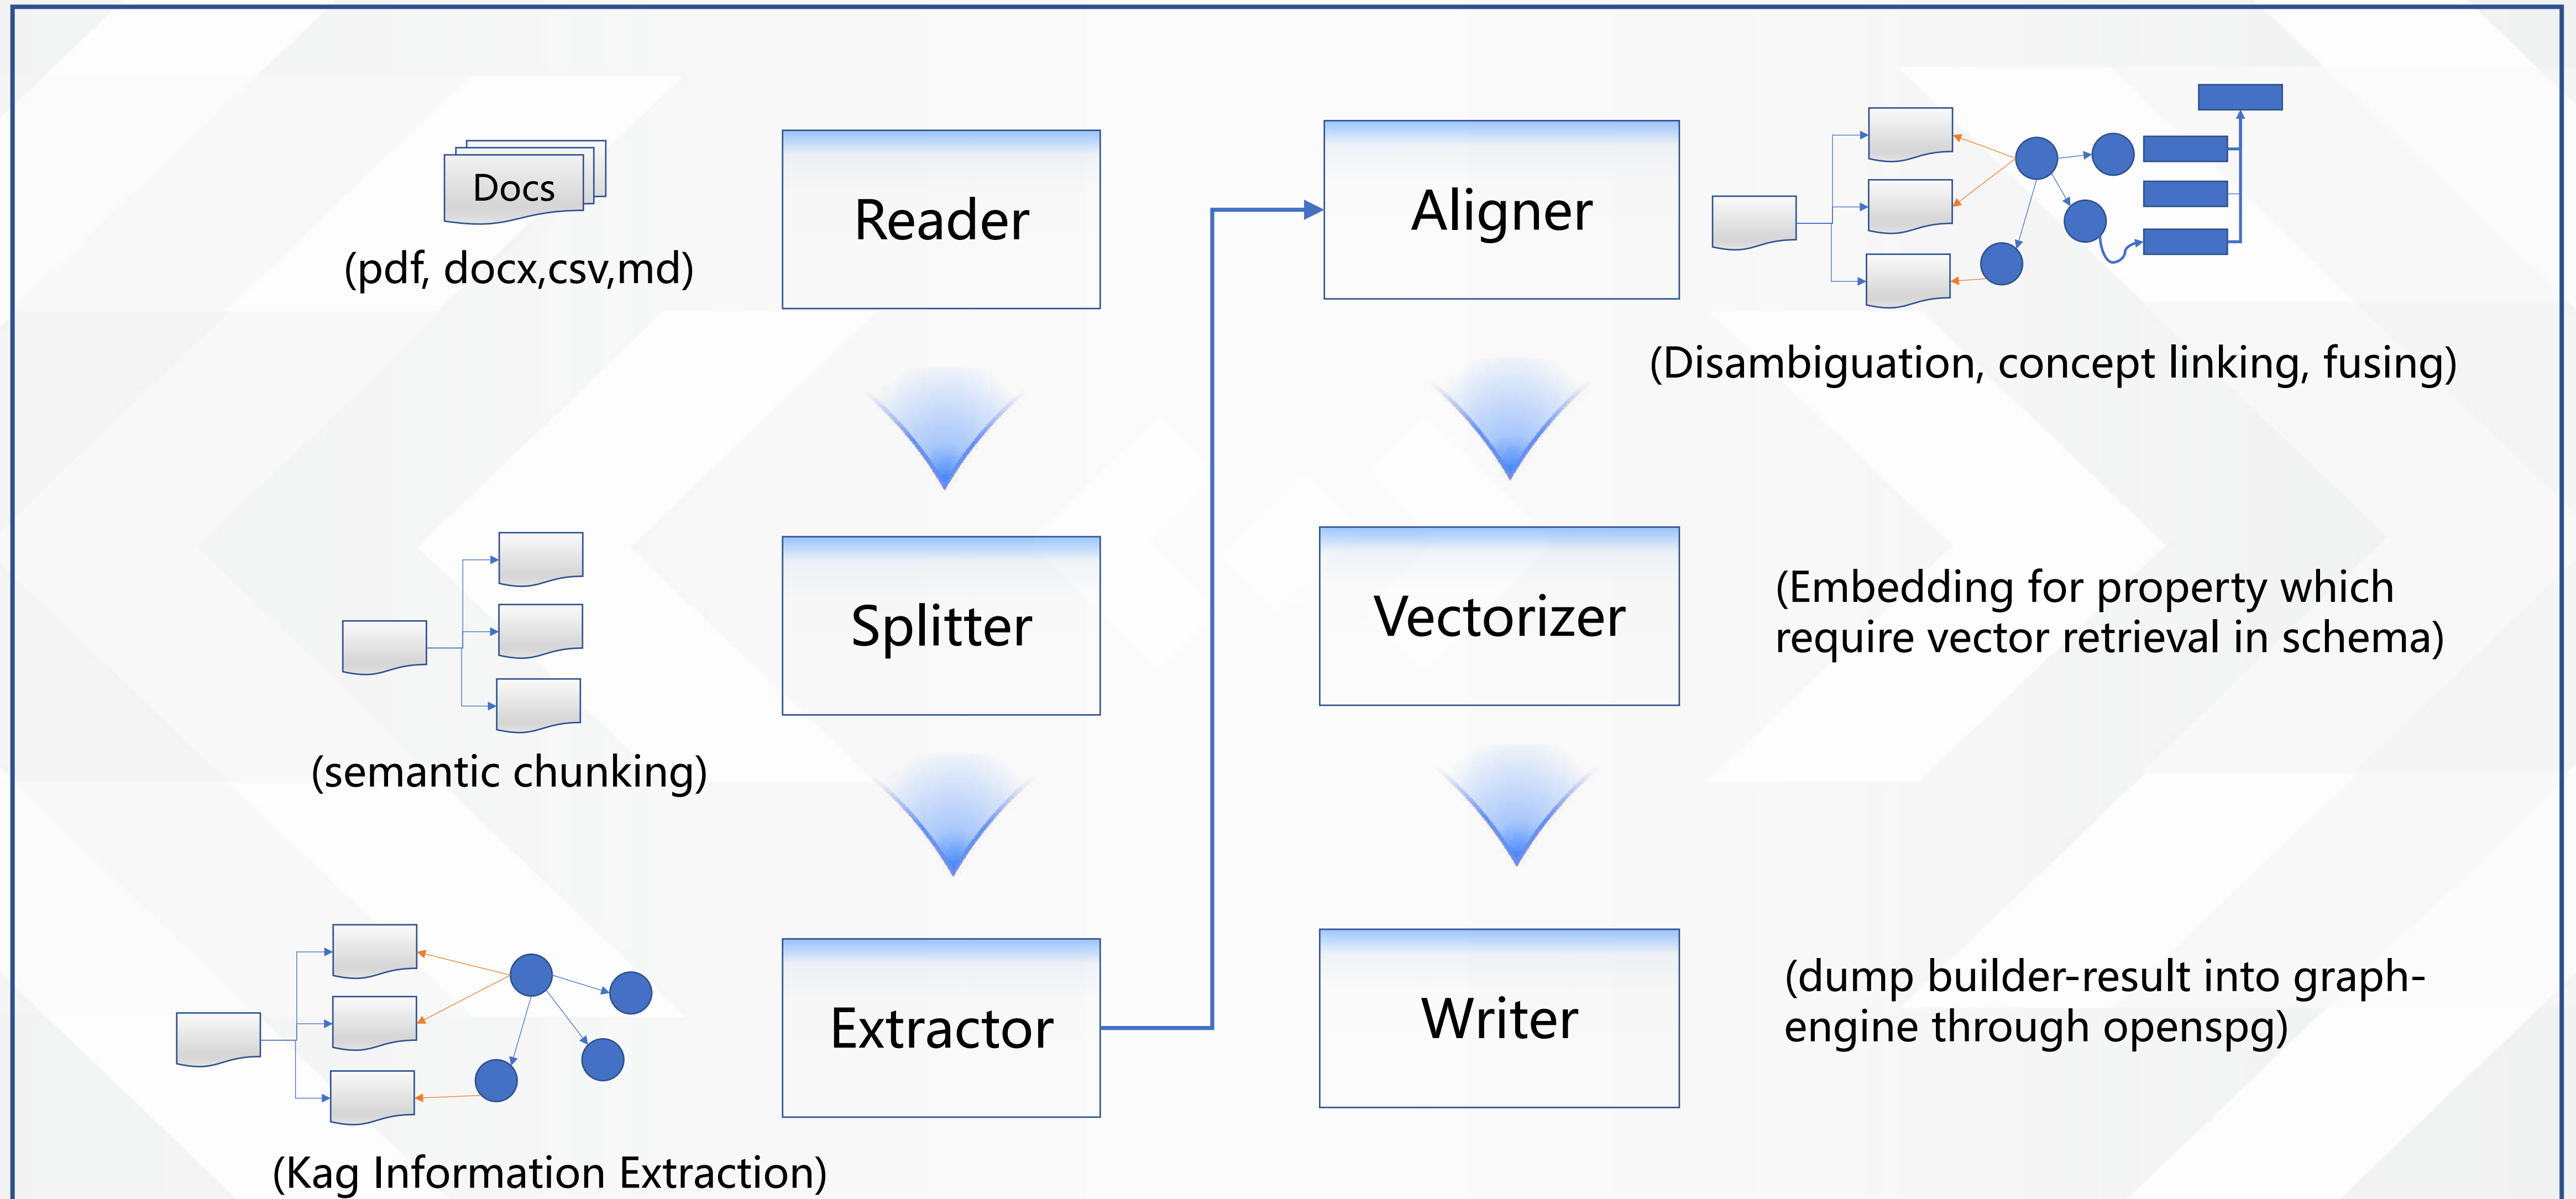 Docs
(pdf, docx,csv,md)
Reader
Splitter
(semantic chunking)
Extractor
(Kag Information Extraction)
Aligner
(Disambiguation, concept linking, fusing)
Vectorizer
(Embedding for property which
require vector retrieval in schema)
Writer
(dump builder-result into graph-
engine through openspg)